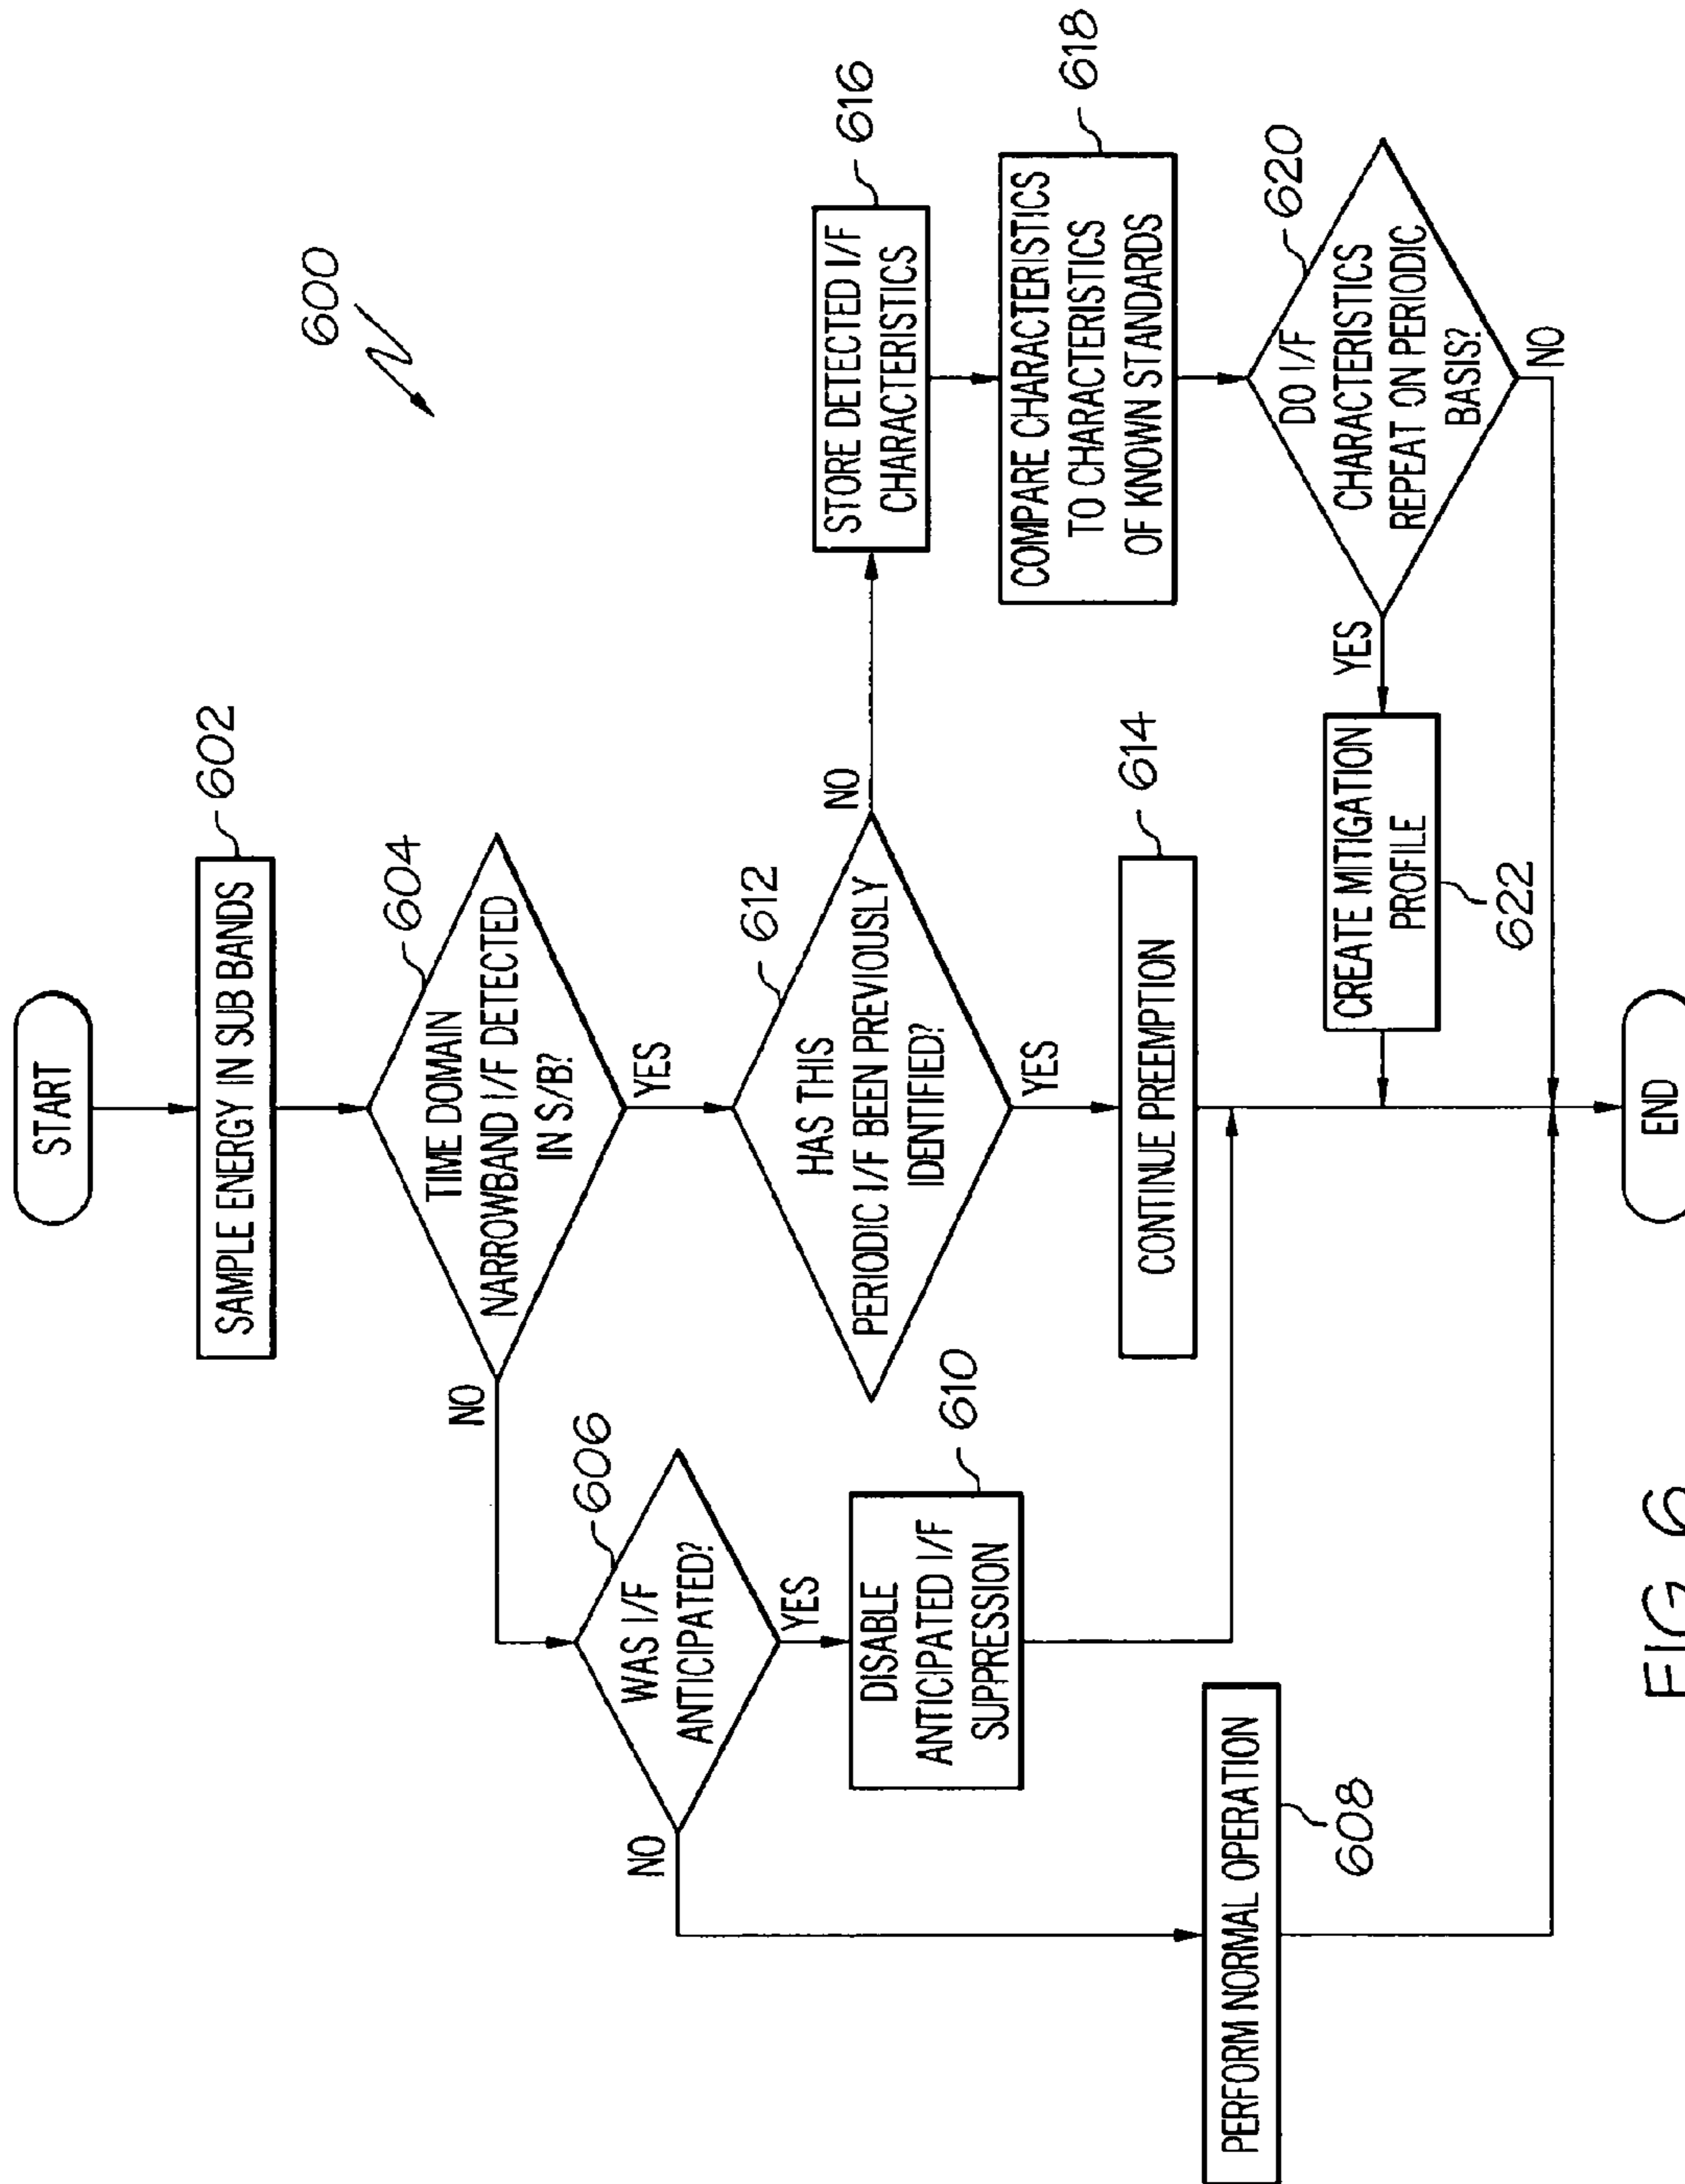 600
START
SAMPLE ENERGY IN SUB BANDS
602
TIME DOMAIN
NARROWBAND I/F DETECTED
IN S/B?
604
NO
YES
WAS I/F
ANTICIPATED?
606
NO
YES
PERFORM NORMAL OPERATION
608
DISABLE
ANTICIPATED I/F
SUPPRESSION
610
HAS THIS
PERIODIC I/F BEEN PREVIOUSLY
IDENTIFIED?
612
NO
YES
CONTINUE PREEMPTION
614
STORE DETECTED I/F
CHARACTERISTICS
616
COMPARE CHARACTERISTICS
TO CHARACTERISTICS
OF KNOWN STANDARDS
618
DO I/F
CHARACTERISTICS
REPEAT ON PERIODIC
BASIS?
620
YES
NO
CREATE MITIGATION
PROFILE
622
END
FIG. 6